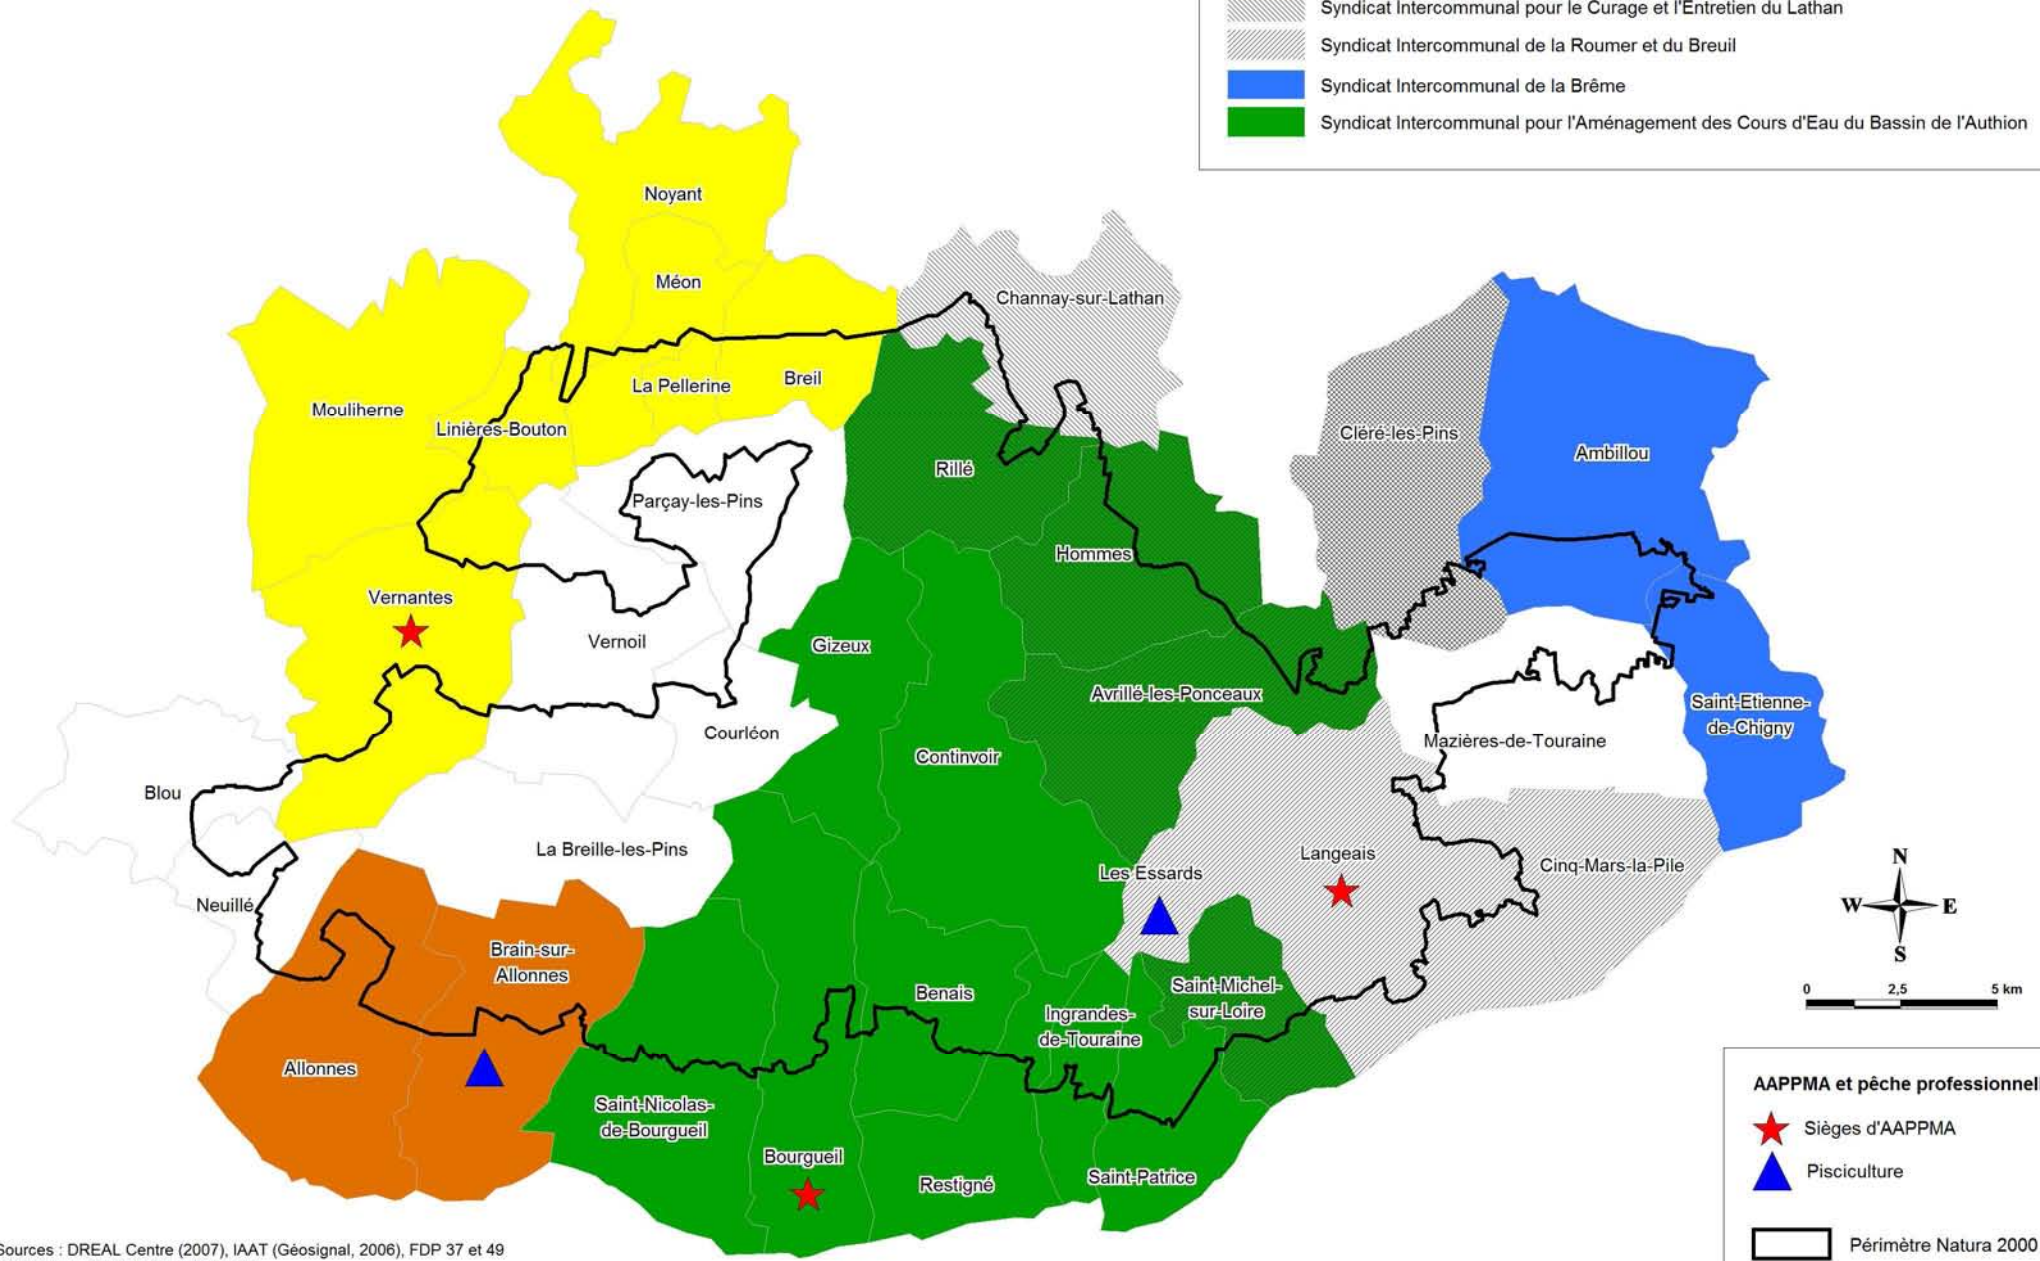 Syndicat Intercommunal pour le Curage et l'Entretien du Lathan
Syndicat Intercommunal de la Roumer et du Breuil
Syndicat Intercommunal de la Brême
Syndicat Intercommunal pour l'Aménagement des Cours d'Eau du Bassin de l'Authion
Noyant
Méon
Channay-sur-Lathan
La Pellerine
Breil
Mouliherne
Linières-Bouton
Cléré-les-Pins
Ambillou
Rillé
Parçay-les-Pins
Hommes
Vernantes
Vernoil
Gizeux
Avrillé-les-Ponceaux
Saint-Etienne-
de-Chigny
Courléon
Mazières-de-Touraine
Continvoir
Blou
La Breille-les-Pins
Langeais
Cinq-Mars-la-Pile
Les Essards
Neuillé
N
W
E
S
Brain-sur-
Allonnes
Benais
Saint-Michel-
sur-Loire
0
2,5
5 km
Ingrandes-
de-Touraine
Allonnes
Saint-Nicolas-
de-Bourgueil
Bourgueil
Restigné
Saint-Patrice
AAPPMA et pêche professionnell
Sièges d'AAPPMA
Pisciculture
Périmètre Natura 2000
Sources : DREAL Centre (2007), IAAT (Géosignal, 2006), FDP 37 et 49